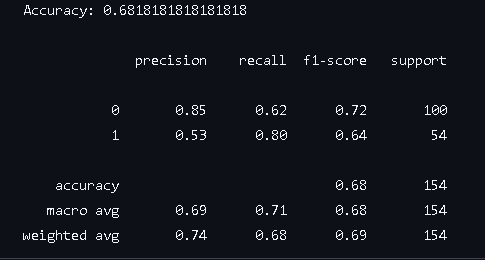 Accuracy: 0.6818181818181818
precision recall f1-score support
0 0.85 0.62 0.72 100
1 0.53 0.80 0.64 54
accuracy 0.68 154
macro avg 0.69 0.71 0.68 154
weighted avg 0.74 0.68 0.69 154